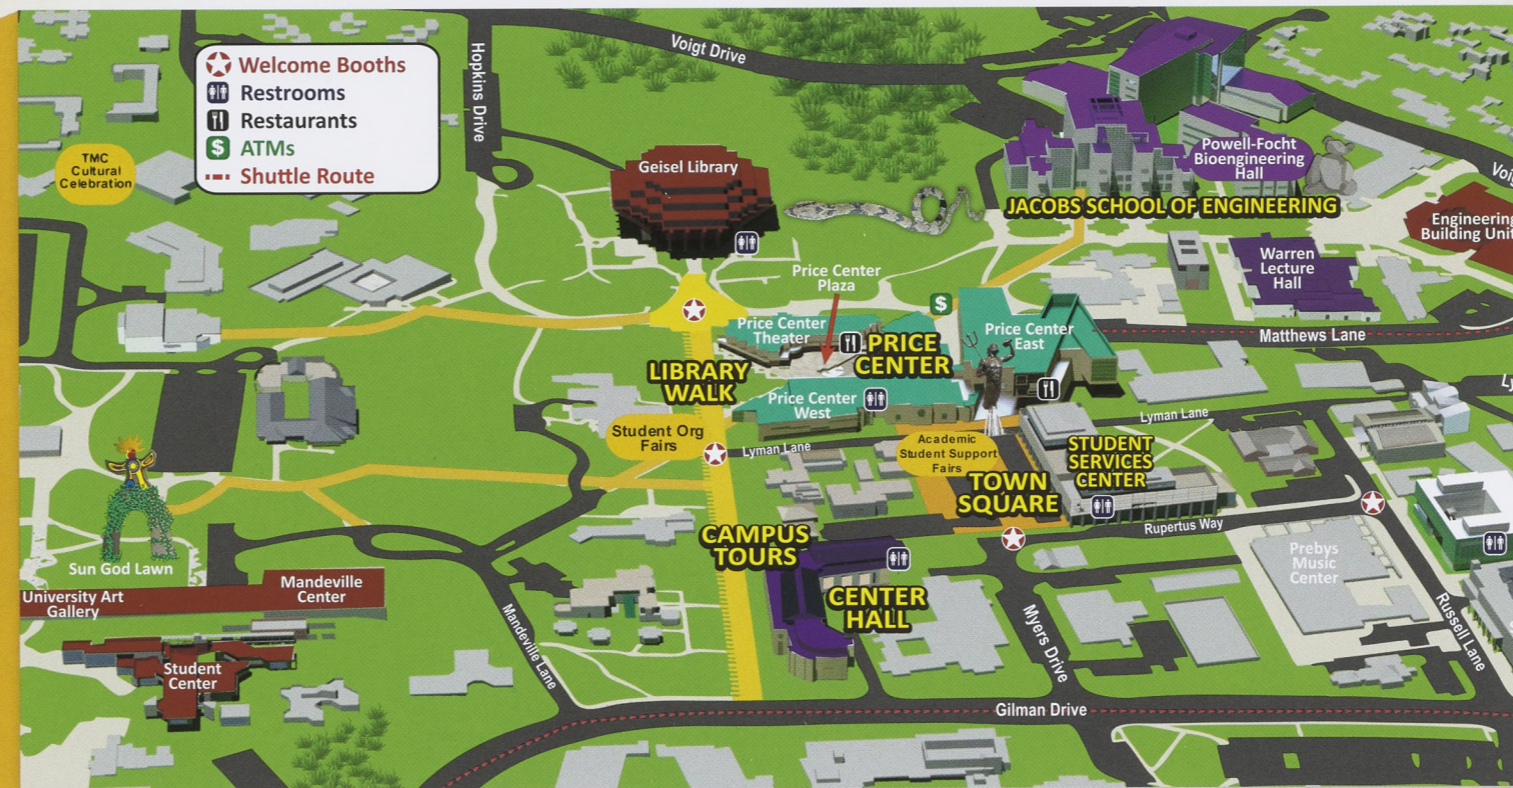 Voigt Drive
Hopkins Drive
Welcome Booths
Restrooms
Restaurants
$ ATMs
Shuttle Route
TMC
Cultural
Celebration
Geisel Library
Powell-Focht
Bioengineering
Hall
JACOBS SCHOOL OF ENGINEERING
Engineering
Building Unit
Warren
Lecture
Hall
Price Center
Plaza
$
Price Center
Theater
PRICE
CENTER
Price Center
East
Matthews Lane
LIBRARY
WALK
Price Center
West
Student Org
Fairs
Lyman Lane
Lyman Lane
Academic
Student Support
Fairs
STUDENT
SERVICES
CENTER
TOWN
SQUARE
Rupertus Way
CAMPUS
TOURS
Prebys
Music
Center
Sun God Lawn
University Art
Gallery
Mandeville
Center
CENTER
HALL
Mandeville Lane
Myers Drive
Russell Lane
Student
Center
Gilman Drive